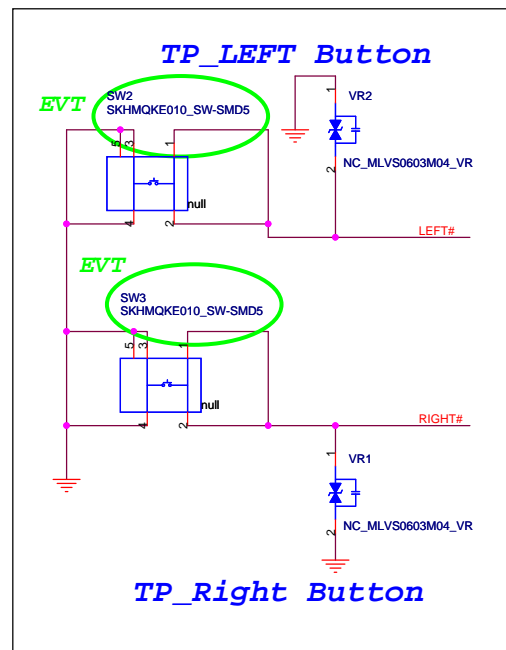 TP_LEFT Button
EVT
SW2
SKHMQKE010_SW-SMD5
5
3
1
4
2
null
1
VR2
2
NC_MLVS0603M04_VR
LEFT#
EVT
SW3
SKHMQKE010_SW-SMD5
5
3
1
4
2
null
RIGHT#
1
VR1
2
NC_MLVS0603M04_VR
TP_Right Button